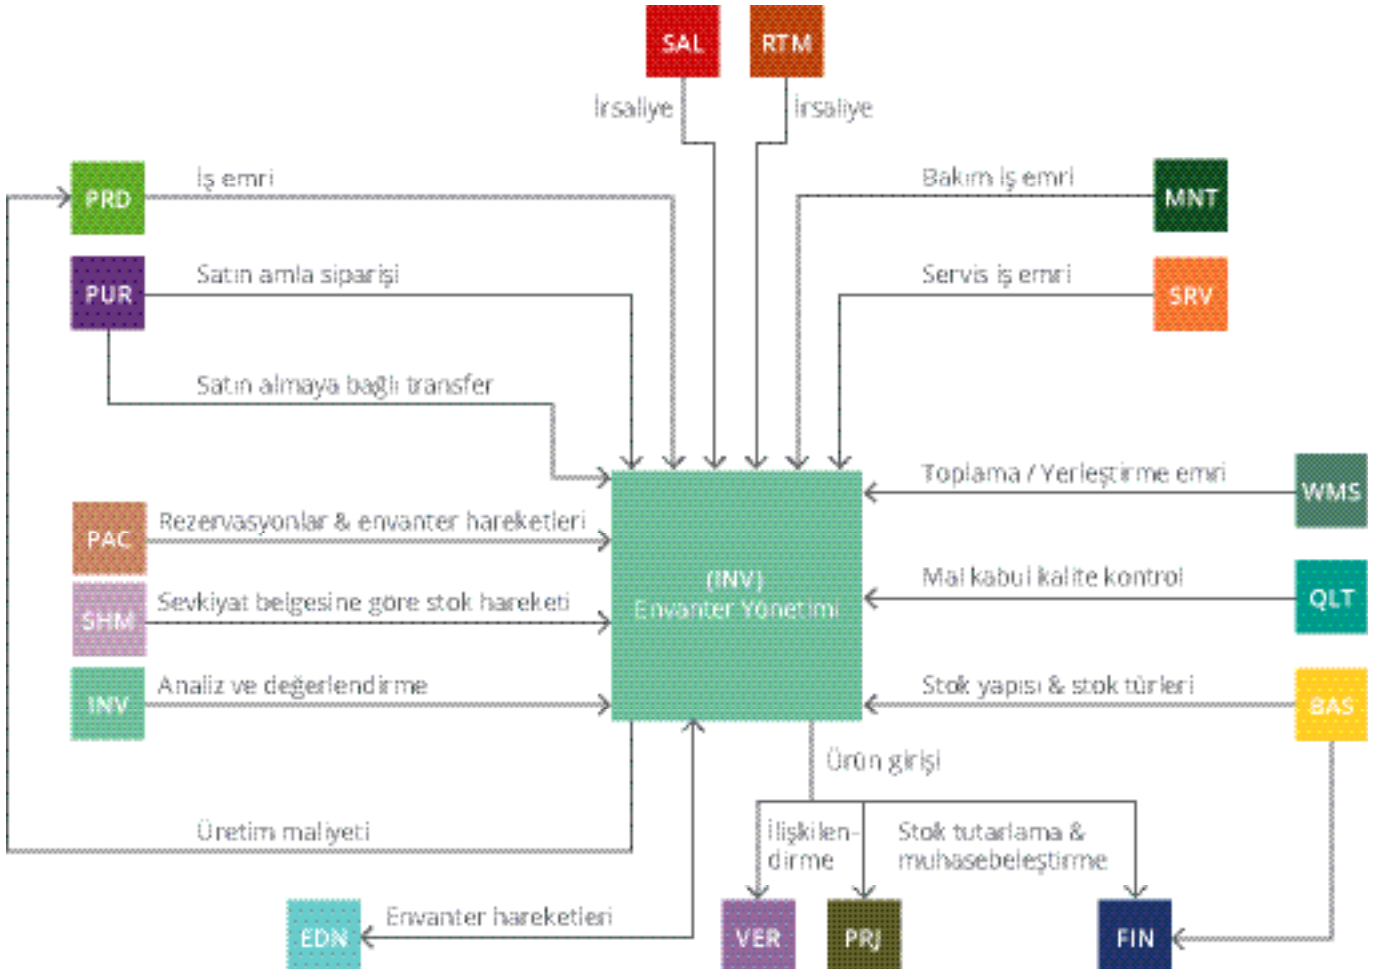 SAL
RTM
İrsaliye
İrsaliye
PRD
İş emri
Bakım iş emri
MNT
PUR
Satın amla siparişi
Servis iş emri
SRV
Satın almaya bağlı transfer
Toplama / Yerleştirme emri
WMS
PAC
Rezervasyonlar & envanter hareketleri
(INV)
Envanter Yönetimi
Mal kabul kalite kontrol
QLT
SHM
Sevkiyat belgesine göre stok hareketi
INV
Analiz ve değerlendirme
Stok yapısı & stok türleri
BAS
Ürün girişi
Üretim maliyeti
İlişkilen-
dirme
Stok tutarlama &
muhasebeleştirme
EDN
Envanter hareketleri
VER
PRJ
FIN